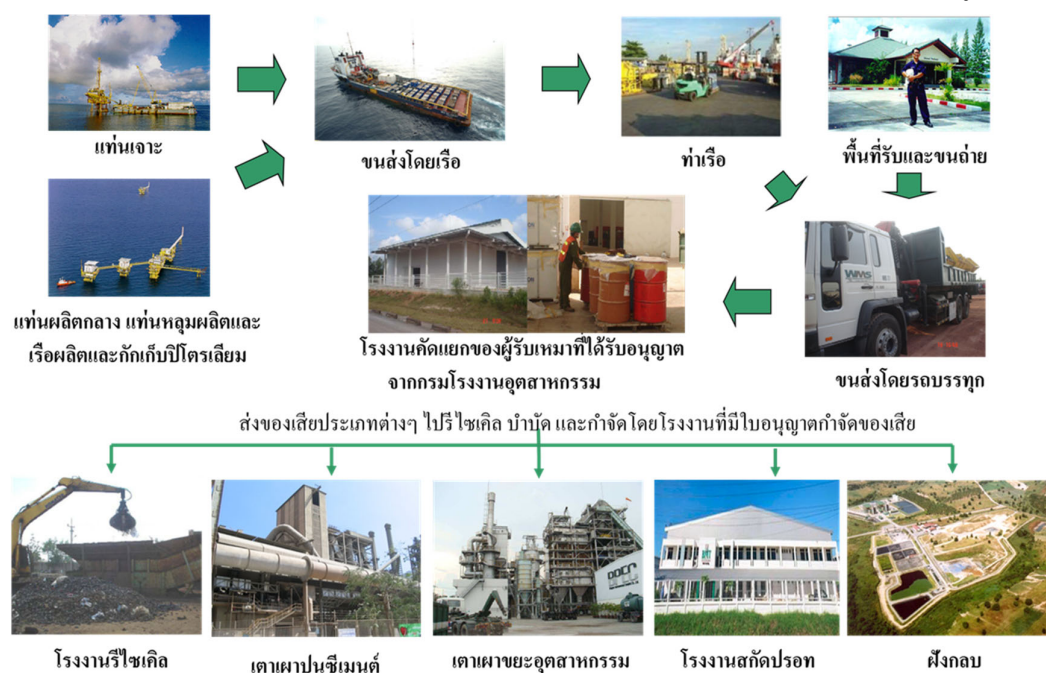 แท่นเจาะ
ขนส่งโดยเรือ
ท่าเรือ
พื้นที่รับและขนถ่าย
แท่นผลิตกลาง แท่นหลุมผลิตและ
เรือผลิตและกักเก็บปิโตรเลียม
โรงงานคัดแยกของผู้รับเหมาที่ได้รับอนุญาต
จากกรมโรงงานอุตสาหกรรม
WMS
ขนส่งโดยรถบรรทุก
ส่งของเสียประเภทต่างๆ ไปรีไซเคิล บำบัด และกำจัดโดยโรงงานที่มีใบอนุญาตกำจัดของเสีย
โรงงานรีไซเคิล
เตาเผาปูนซีเมนต์
เตาเผาขยะอุตสาหกรรม
โรงงานสกัดปรอท
ฝังกลบ